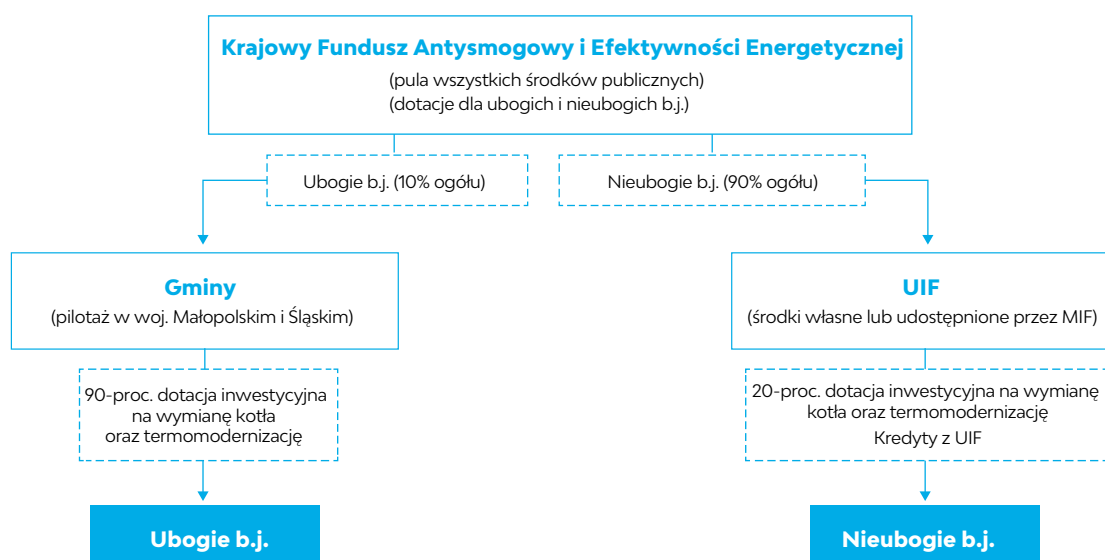 Krajowy Fundusz Antysmogowy i Efektywności Energetycznej
(pula wszystkich środków publicznych)
(dotacje dla ubogich i nieubogich b.j.)
Ubogie b.j. (10% ogółu)
Nieubogie b.j. (90% ogółu)
Gminy
(pilotaż w woj. Małopolskim i Śląskim)
UIF
(środki własne lub udostępnione przez MIF)
90-proc. dotacja inwestycyjna
na wymianę kotła
oraz termomodernizację
20-proc. dotacja inwestycyjna na wymianę
kotła oraz termomodernizację
Kredyty z UIF
Ubogie b.j.
Nieubogie b.j.